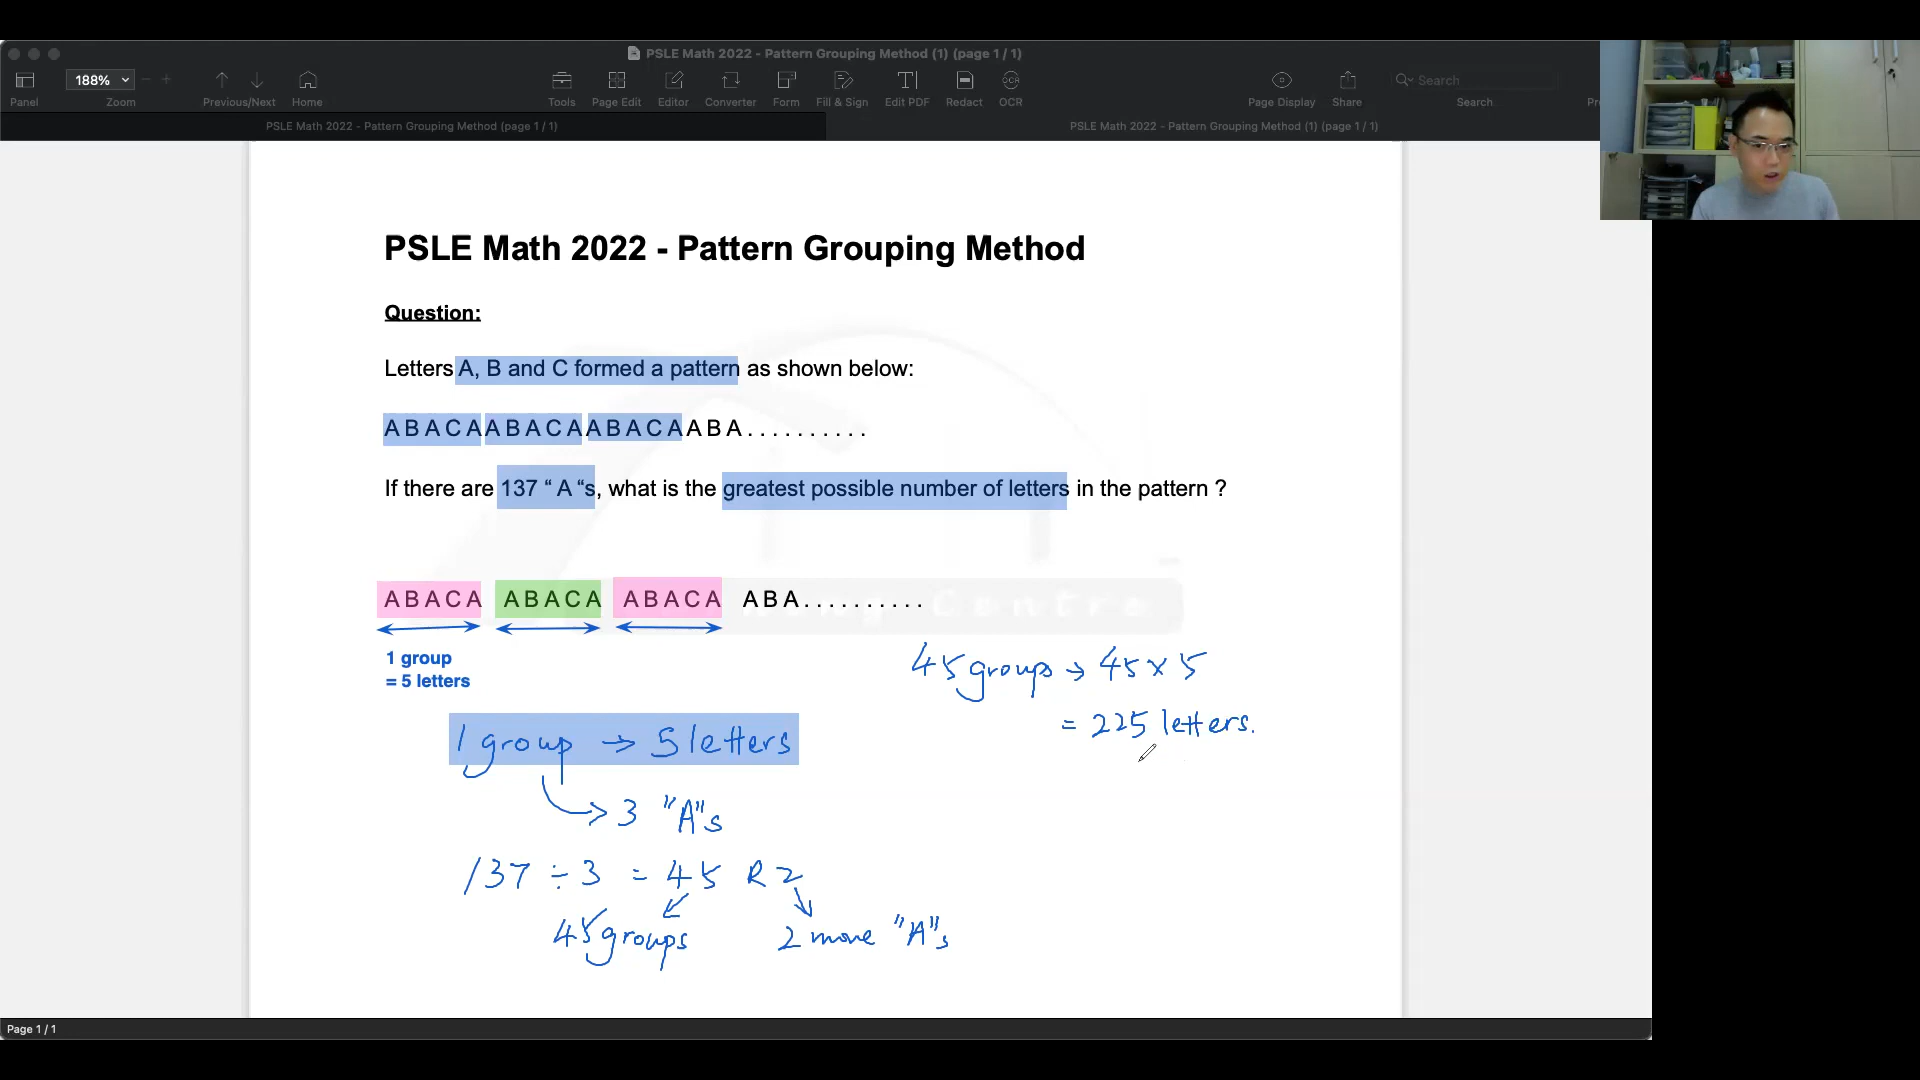 PSLE Math 2022 - Pattern Grouping Method (1) (page 1 / 1)
188%
Panel
Zoom
Previous/Next
Home
Tools
Page Edit
Editor
Converter
Form
Fill & Sign
Edit PDF
Redact
OCR
Page Display
Share
Search
Search
PSLE Math 2022 - Pattern Grouping Method (page 1 / 1)
PSLE Math 2022 - Pattern Grouping Method (1) (page 1 / 1)
PSLE Math 2022 - Pattern Grouping Method
Question:
Letters A, B and C formed a pattern as shown below:
A B A C A A B A C A A B A C A A B A . . . . . . . . . .
If there are 137 “ A “s, what is the greatest possible number of letters in the pattern ?
A B A C A A B A C A A B A C A A B A . . . . . . . . . .
Centre
1 group
= 5 letters
45 groups → 45 x 5
= 225 letters.
1 group → 5 letters
→ 3 "A"s
137 ÷ 3 = 45 R 2
45 groups 2 more "A"s
Page 1 / 1